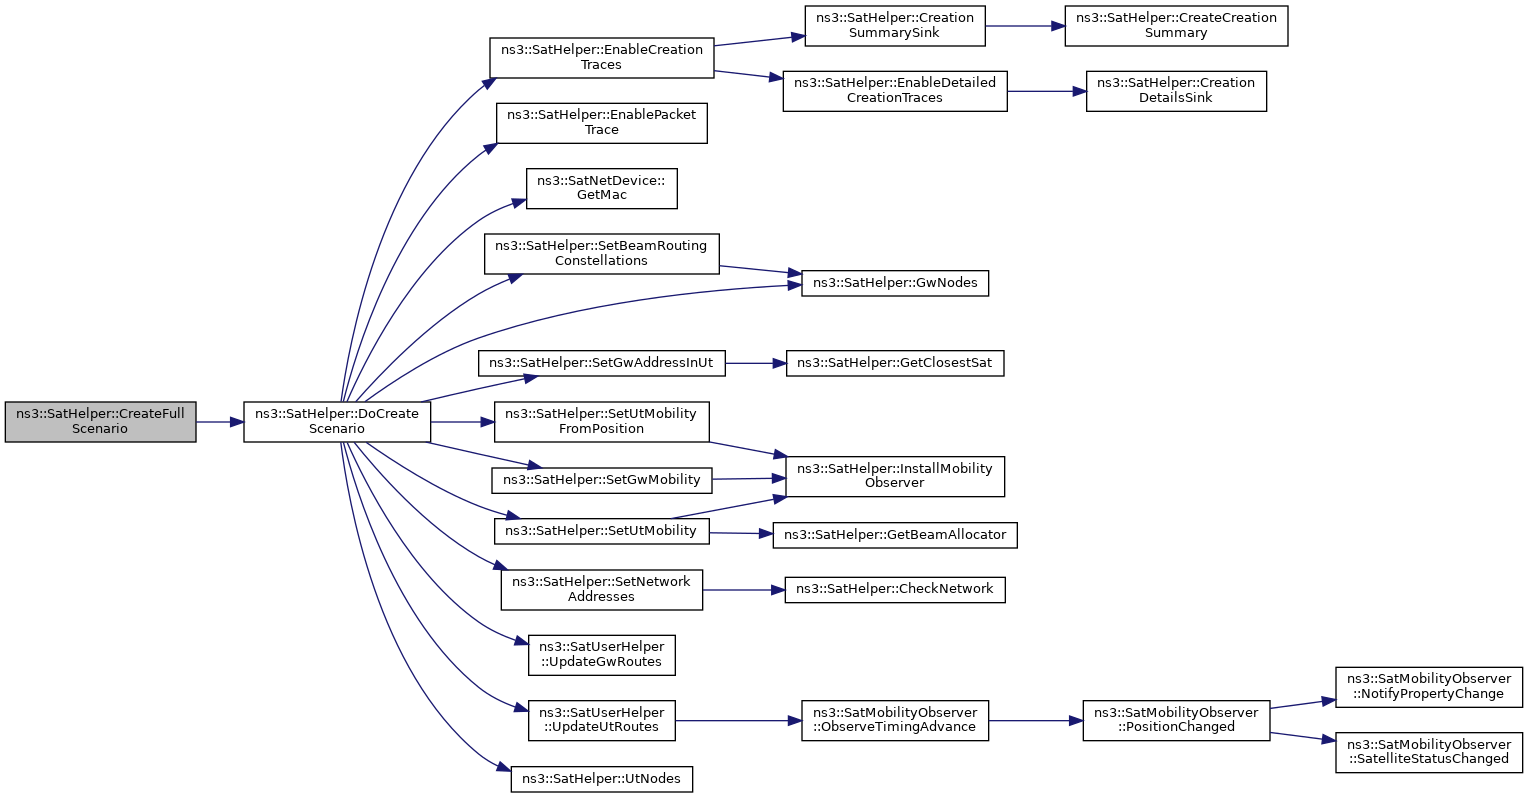 ns3::SatHelper::CreateFull
Scenario
ns3::SatHelper::DoCreate
Scenario
ns3::SatHelper::EnableCreation
Traces
ns3::SatHelper::Creation
SummarySink
ns3::SatHelper::CreateCreation
Summary
ns3::SatHelper::EnableDetailed
CreationTraces
ns3::SatHelper::Creation
DetailsSink
ns3::SatHelper::EnablePacket
Trace
ns3::SatNetDevice::
GetMac
ns3::SatHelper::SetBeamRouting
Constellations
ns3::SatHelper::GwNodes
ns3::SatHelper::SetGwAddressInUt
ns3::SatHelper::GetClosestSat
ns3::SatHelper::SetUtMobility
FromPosition
ns3::SatHelper::InstallMobility
Observer
ns3::SatHelper::SetGwMobility
ns3::SatHelper::SetUtMobility
ns3::SatHelper::GetBeamAllocator
ns3::SatHelper::SetNetwork
Addresses
ns3::SatHelper::CheckNetwork
ns3::SatUserHelper
::UpdateGwRoutes
ns3::SatUserHelper
::UpdateUtRoutes
ns3::SatMobilityObserver
::ObserveTimingAdvance
ns3::SatMobilityObserver
::PositionChanged
ns3::SatMobilityObserver
::NotifyPropertyChange
ns3::SatMobilityObserver
::SatelliteStatusChanged
ns3::SatHelper::UtNodes